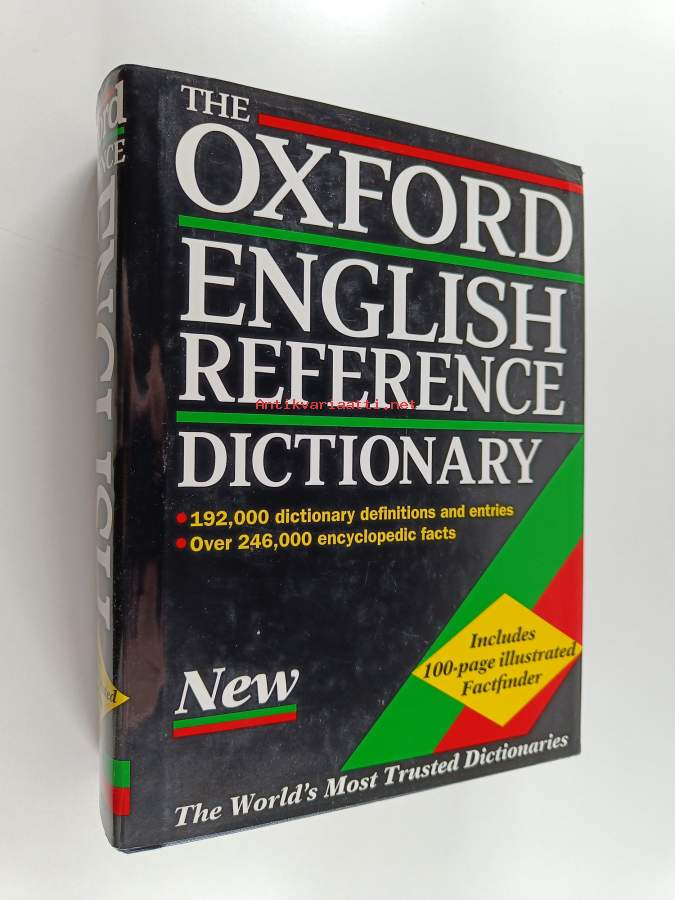 THE
OXFORD
ENGLISH
REFERENCE
Antikvariaatti.net
DICTIONARY
• 192,000 dictionary definitions and entries
• Over 246,000 encyclopedic facts
Includes
100-page illustrated
Factfinder
New
The World's Most Trusted Dictionaries